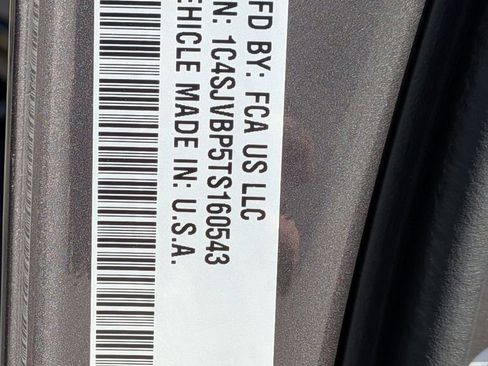 FD BY: FCA US LLC
N: 1C4SJVBP5TS160543
EHICLE MADE IN: U.S.A.